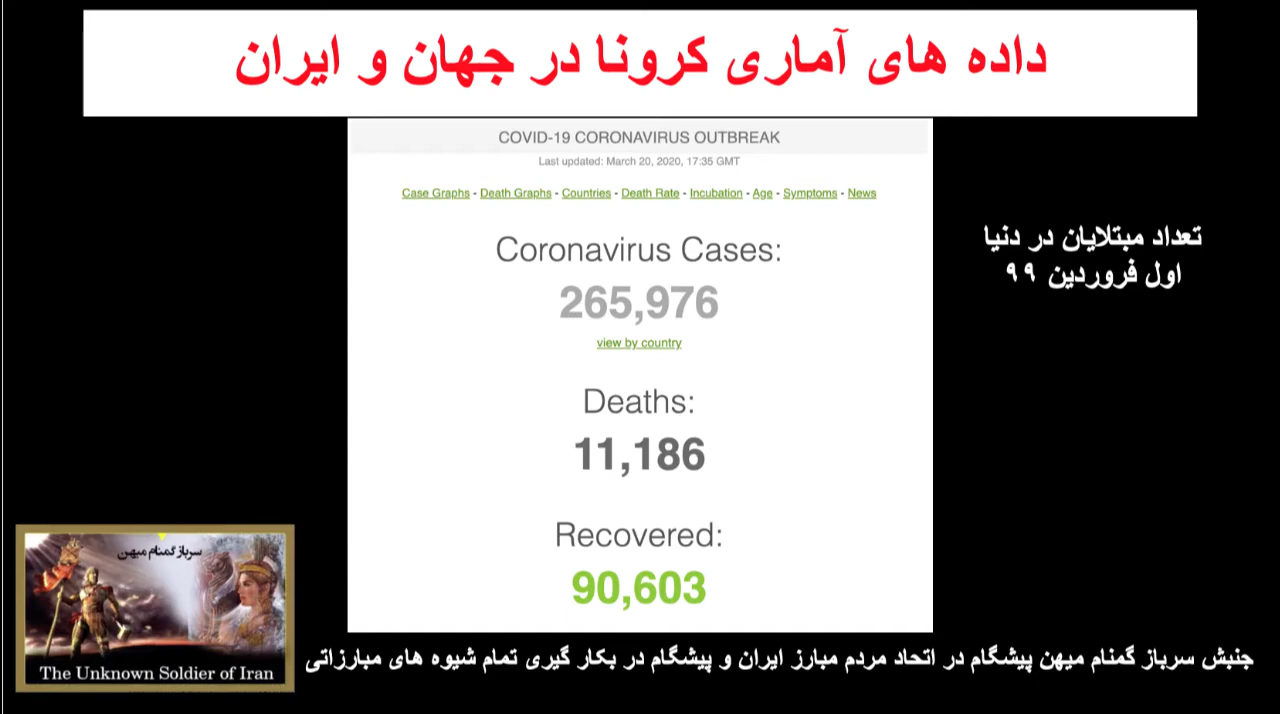 داده های آماری کرونا در جهان و ایران
COVID-19 CORONAVIRUS OUTBREAK
Last updated: March 20, 2020, 17:35 GMT
Case Graphs - Death Graphs - Countries - Death Rate - Incubation - Age - Symptoms - News
Coronavirus Cases:
265,976
view by country
Deaths:
11,186
Recovered:
90,603
تعداد مبتلایان در دنیا
اول فروردین ۹۹
سرباز گمنام میهن
The Unknown Soldier of Iran
جنبش سرباز گمنام میهن پیشگام در اتحاد مردم مبارز ایران و پیشگام در بکار گیری تمام شیوه های مبارزاتی